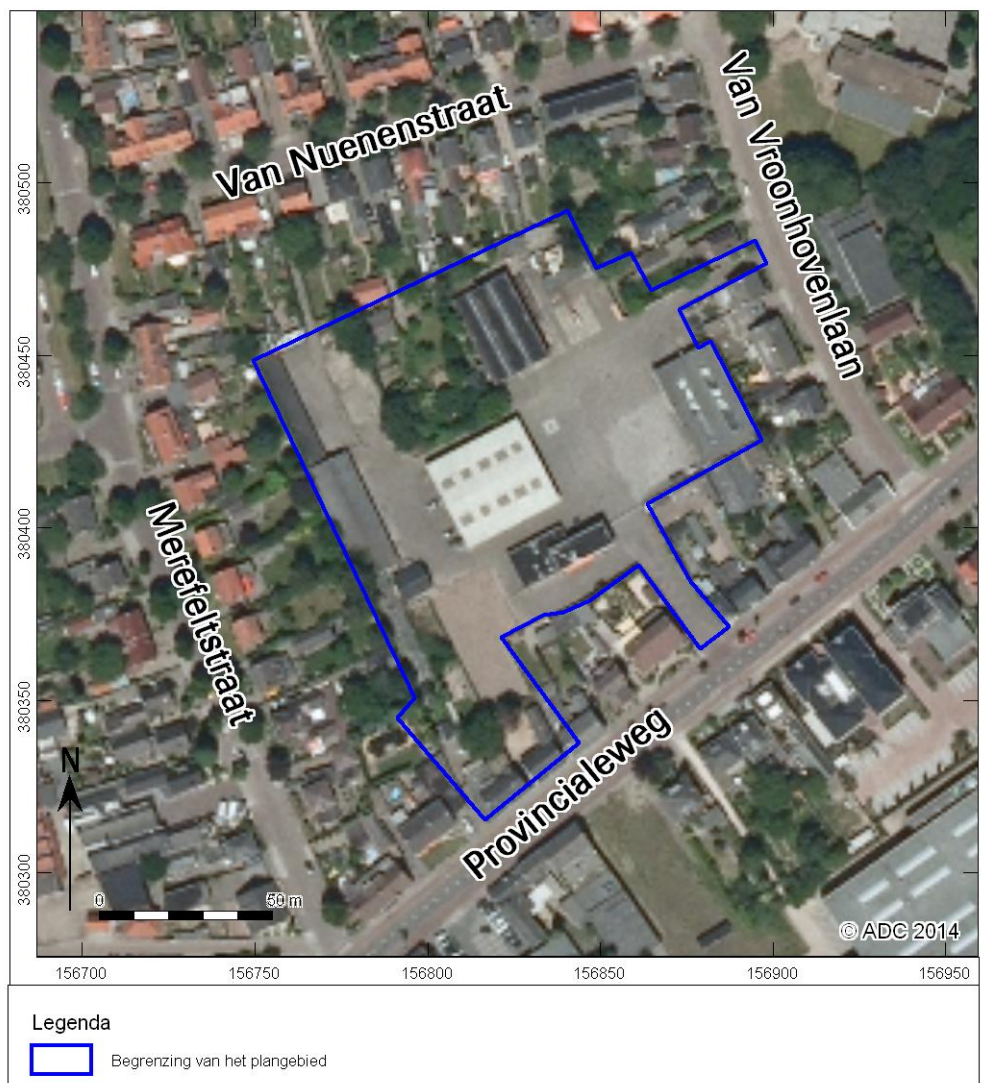 Van Nuenenstraat
Van Vroonhovenlaan
Merefeltstraat
Provincialeweg
N
0 50 m
© ADC 2014
380500
380450
380400
380350
380300
156700 156750 156800 156850 156900 156950
Legenda
Begrenzing van het plangebied